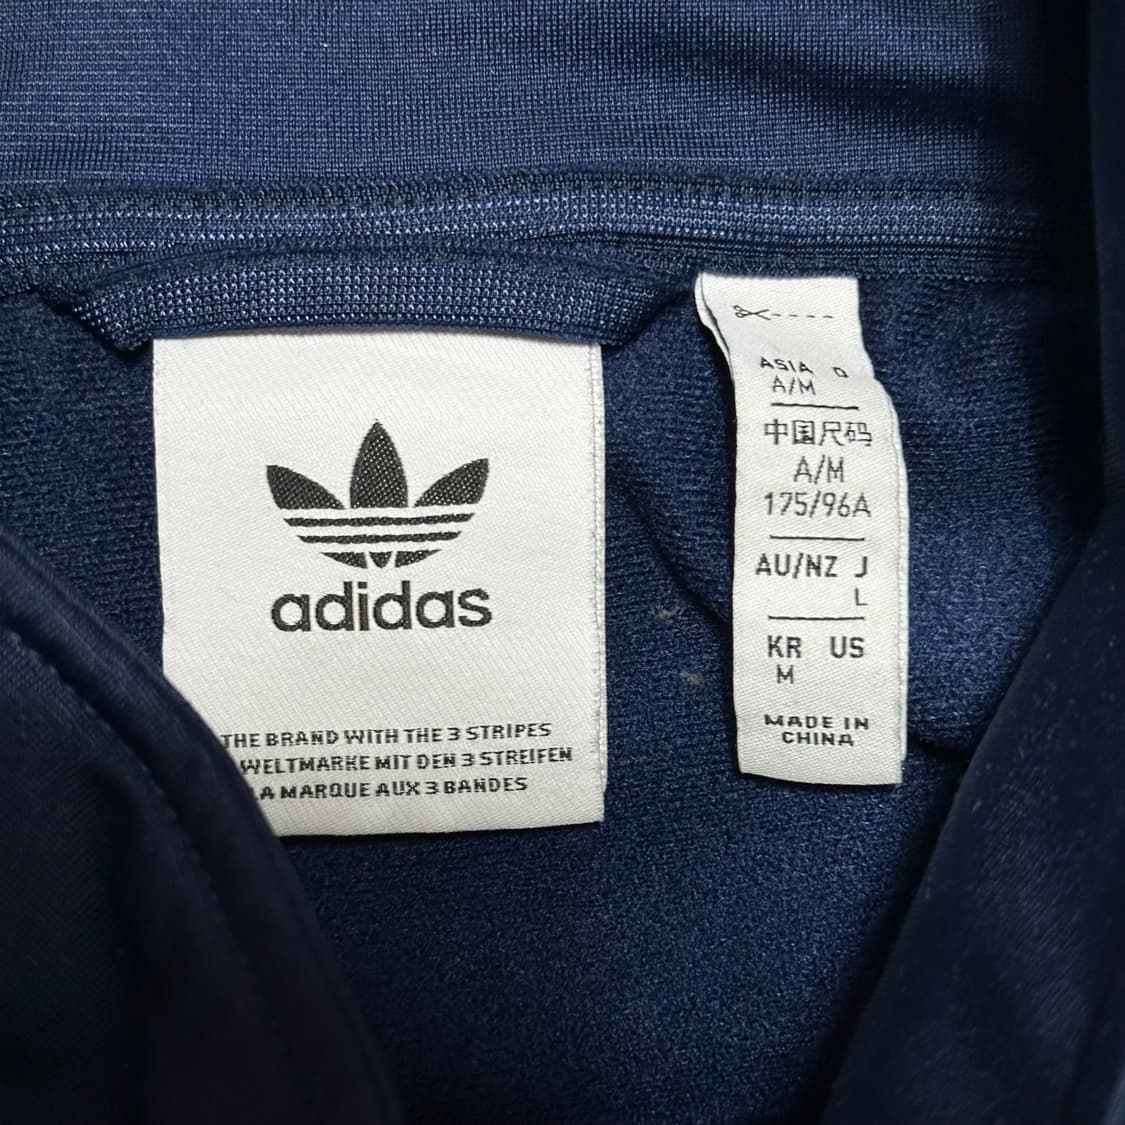 adidas
THE BRAND WITH THE 3 STRIPES
WELTMARKE MIT DEN 3 STREIFEN
MARQUE AUX 3 BANDES
ASIA
A/M
中国尺码
A/M
175/96A
AU/NZ J
L
KR US
M
MADE IN
CHINA